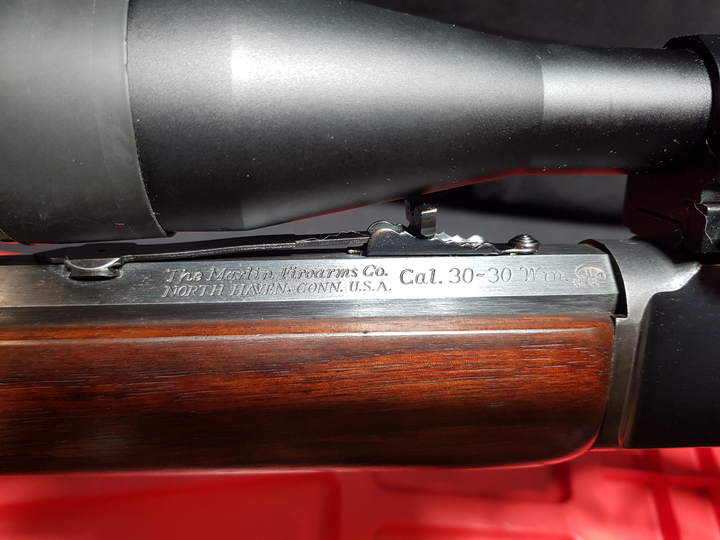 The Marlin Firearms Co.
NORTH HAVEN, CONN. U.S.A.
Cal. 30~30 Win.